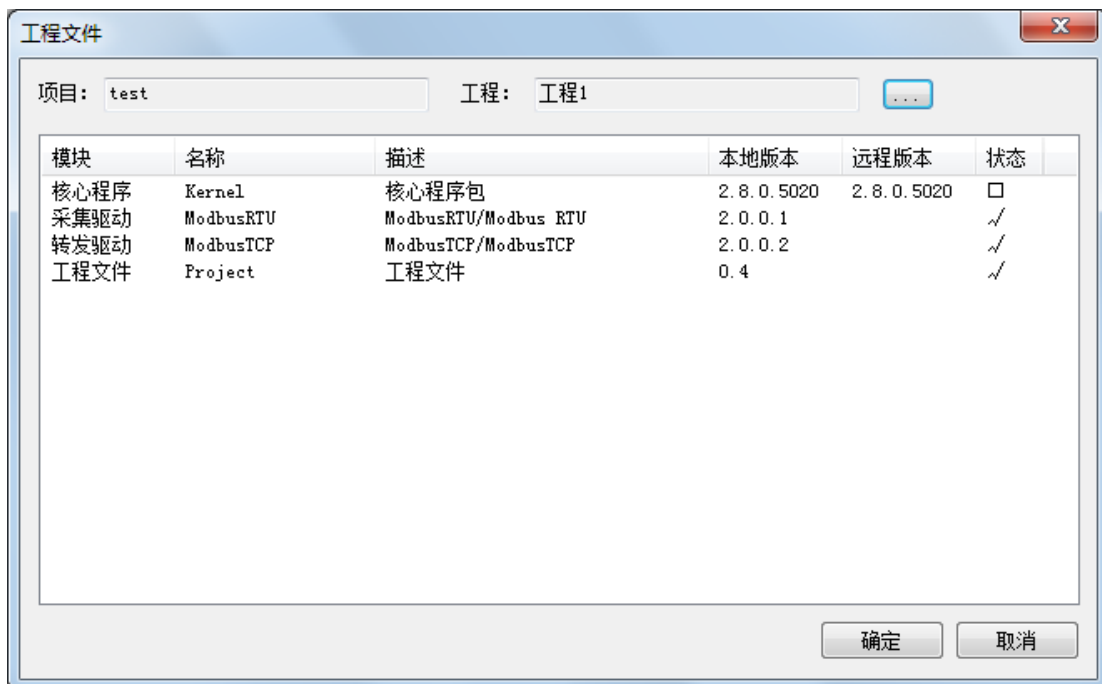 工程文件
项目: test 工程: 工程1 ...
模块 名称 描述 本地版本 远程版本 状态
核心程序 Kernel 核心程序包 2.8.0.5020 2.8.0.5020 □
采集驱动 ModbusRTU ModbusRTU/Modbus RTU 2.0.0.1 √
转发驱动 ModbusTCP ModbusTCP/ModbusTCP 2.0.0.2 √
工程文件 Project 工程文件 0.4 √
确定 取消